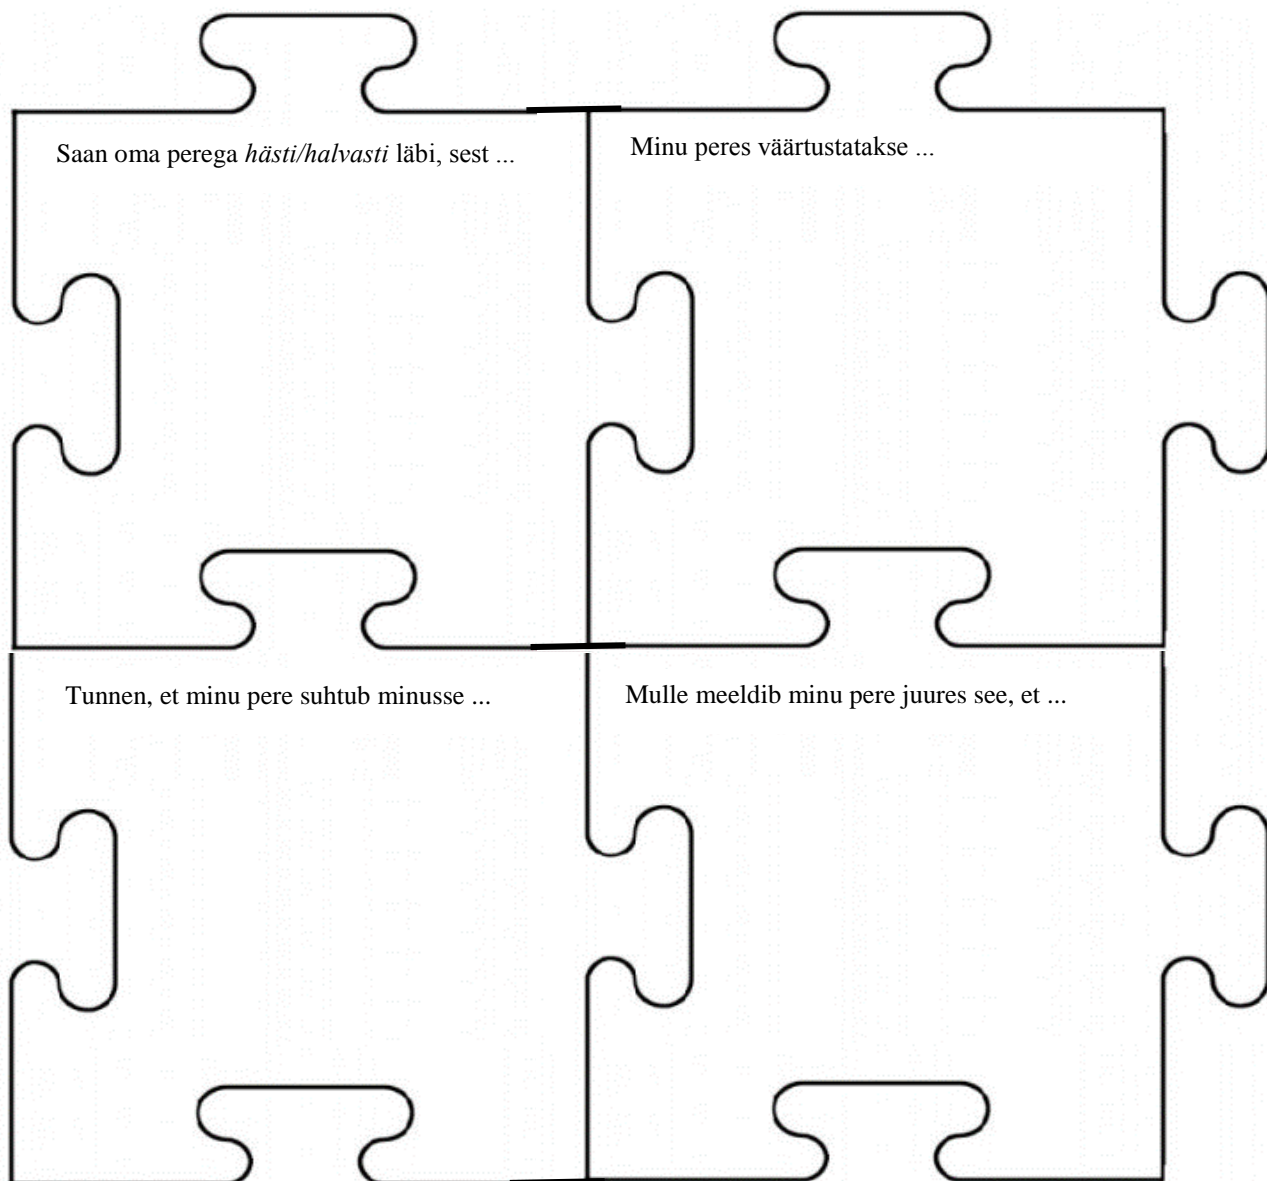 Saan oma perega hästi/halvasti läbi, sest ...
Minu peres väärtustatakse ...
Tunnen, et minu pere suhtub minusse ...
Mulle meeldib minu pere juures see, et ...